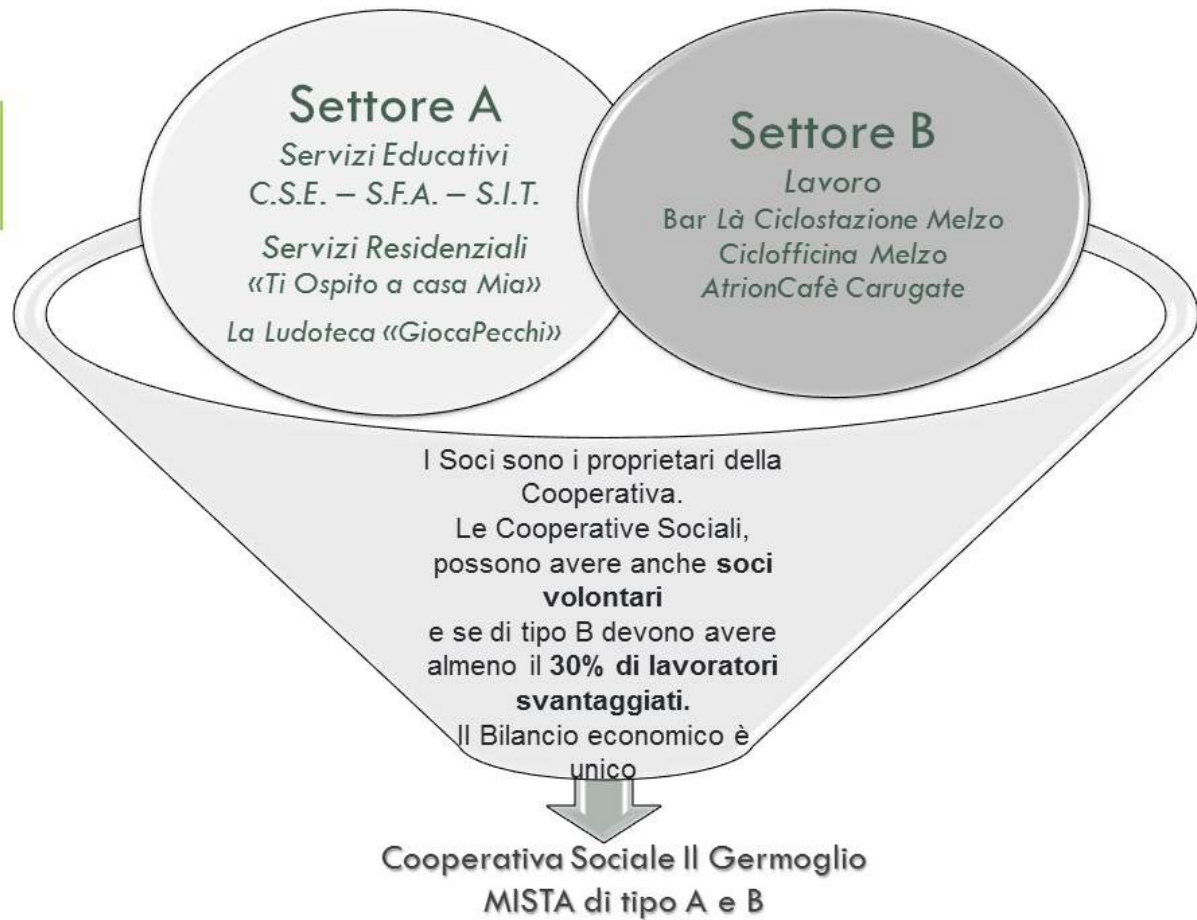 Settore A
Servizi Educativi
C.S.E. – S.F.A. – S.I.T.
Servizi Residenziali
«Ti Ospito a casa Mia»
La Ludoteca «GiocaPecchi»
Settore B
Lavoro
Bar Là Ciclostazione Melzo
Ciclofficina Melzo
AtrionCafè Carugate
I Soci sono i proprietari della
Cooperativa.
Le Cooperative Sociali,
possono avere anche soci
volontari
e se di tipo B devono avere
almeno il 30% di lavoratori
svantaggiati.
Il Bilancio economico è
unico
Cooperativa Sociale Il Germoglio
MISTA di tipo A e B